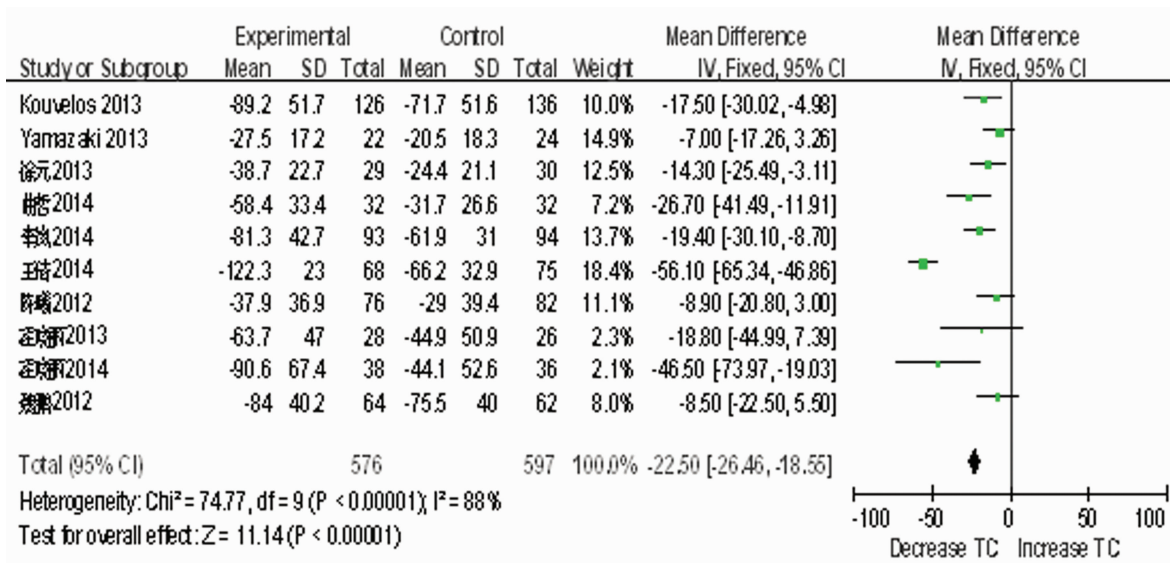 Experimental Control Mean Difference Mean Difference
Study or Subgroup Mean SD Total Mean SD Total Weight IV, Fixed, 95% CI IV, Fixed, 95% CI
Kouvelos 2013 -89.2 51.7 126 -71.7 51.6 136 10.0% -17.50 [-30.02, -4.98]
Yamazaki 2013 -27.5 17.2 22 -20.5 18.3 24 14.9% -7.00 [-17.26, 3.26]
徐元2013 -38.7 22.7 29 -24.4 21.1 30 12.5% -14.30 [-25.49, -3.11]
2014 -58.4 33.4 32 -31.7 26.6 32 7.2% -26.70 [-41.49, -11.91]
2014 -81.3 42.7 93 -61.9 31 94 13.7% -19.40 [-30.10, -8.70]
2014 -122.3 23 68 -66.2 32.9 75 18.4% -56.10 [-65.34, -46.86]
2012 -37.9 36.9 76 -29 39.4 82 11.1% -8.90 [-20.80, 3.00]
2013 -63.7 47 28 -44.9 50.9 26 2.3% -18.80 [-44.99, 7.39]
2014 -90.6 67.4 38 -44.1 52.6 36 2.1% -46.50 [-73.97, -19.03]
2012 -84 40.2 64 -75.5 40 62 8.0% -8.50 [-22.50, 5.50]
Total (95% CI) 576 597 100.0% -22.50 [-26.46, -18.55]
Heterogeneity: Chi² = 74.77, df = 9 (P < 0.00001); I² = 88%
Test for overall effect: Z = 11.14 (P < 0.00001)
-100 -50 0 50 100
Decrease TC Increase TC